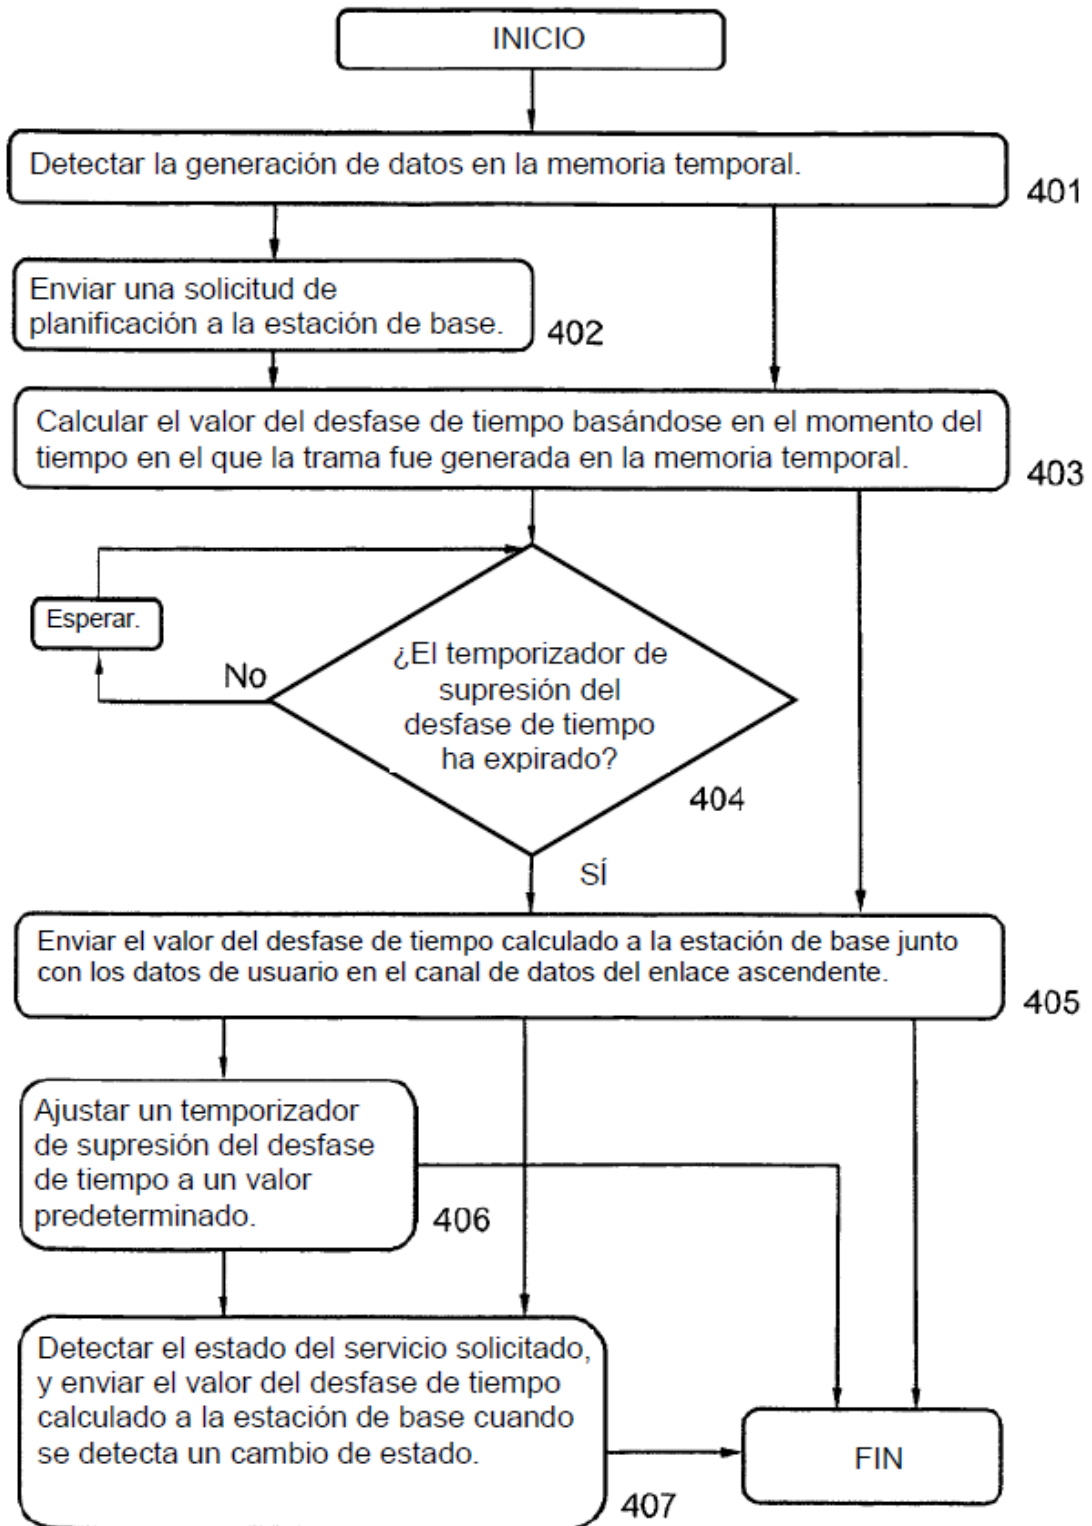 INICIO
Detectar la generación de datos en la memoria temporal.
401
Enviar una solicitud de
planificación a la estación de base.
402
Calcular el valor del desfase de tiempo basándose en el momento del
tiempo en el que la trama fue generada en la memoria temporal.
403
Esperar.
No
¿El temporizador de
supresión del
desfase de tiempo
ha expirado?
404
SÍ
Enviar el valor del desfase de tiempo calculado a la estación de base junto
con los datos de usuario en el canal de datos del enlace ascendente.
405
Ajustar un temporizador
de supresión del desfase
de tiempo a un valor
predeterminado.
406
Detectar el estado del servicio solicitado,
y enviar el valor del desfase de tiempo
calculado a la estación de base cuando
se detecta un cambio de estado.
407
FIN